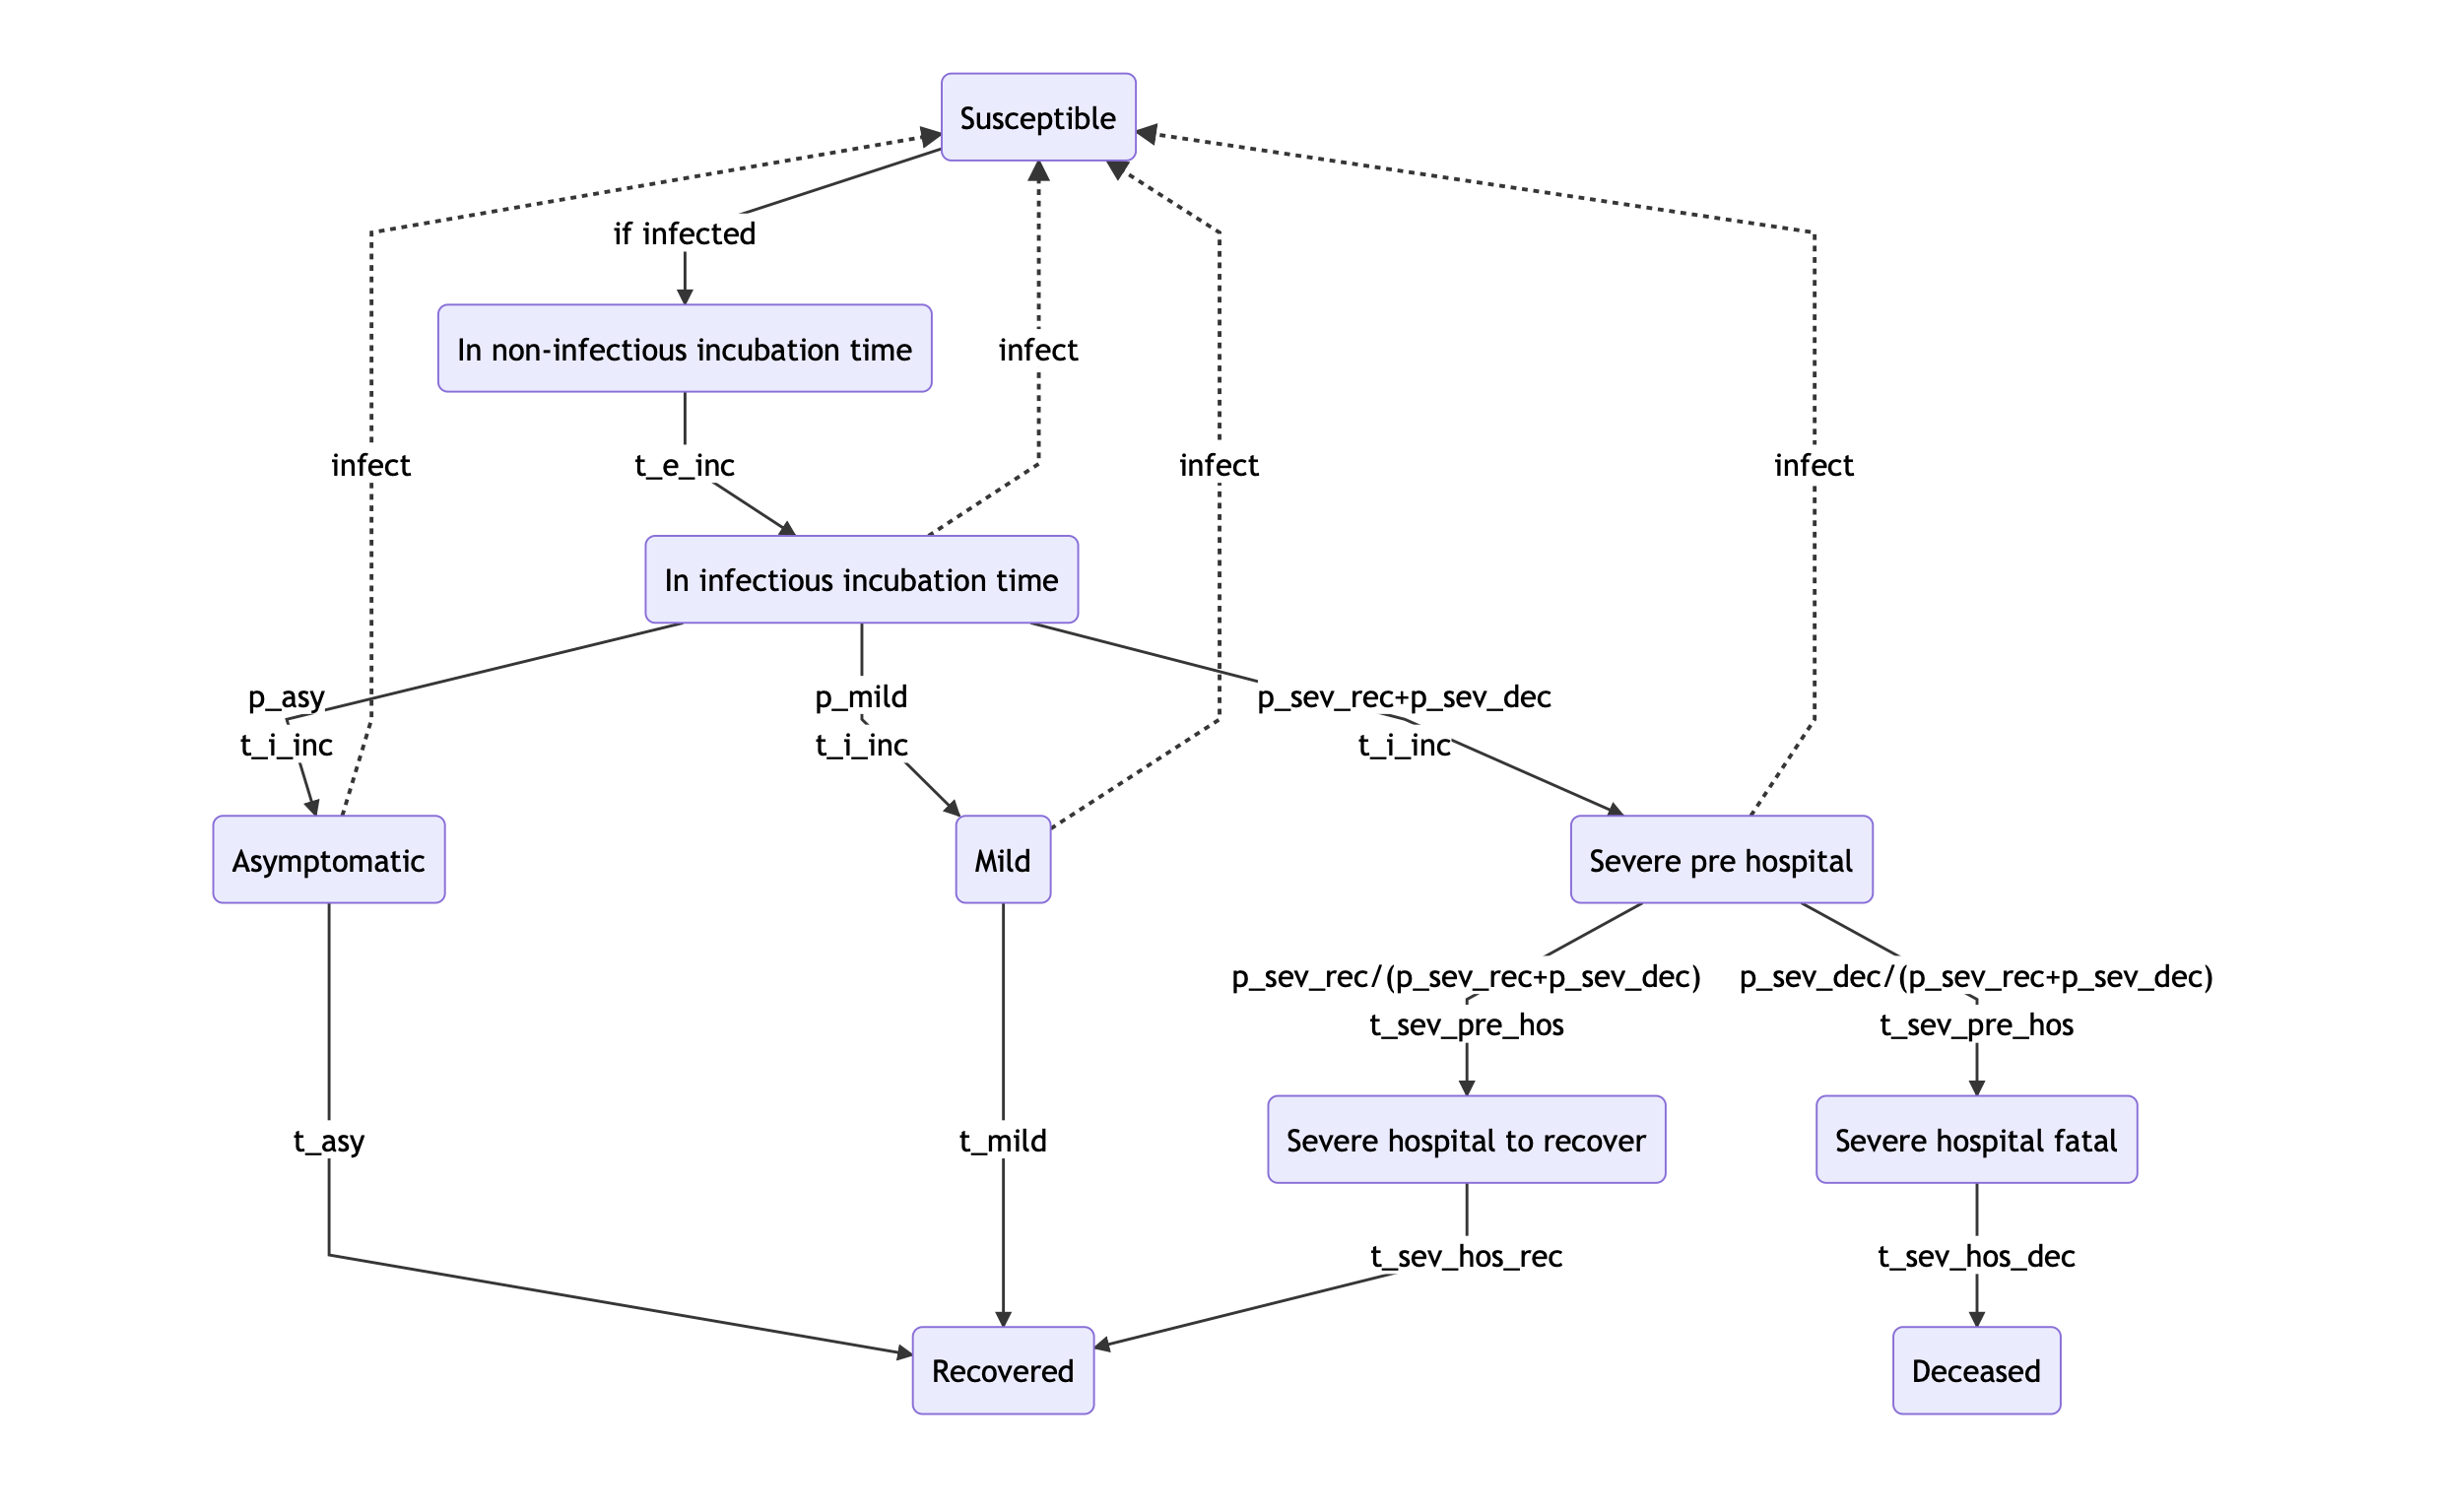 Susceptible
if infected
In non-infectious incubation time
infect
t_e_inc
infect
infect
infect
In infectious incubation time
p_asy
t_i_inc
p_mild
t_i_inc
p_sev_rec+p_sev_dec
t_i_inc
Asymptomatic
Mild
Severe pre hospital
p_sev_rec/(p_sev_rec+p_sev_dec)
t_sev_pre_hos
p_sev_dec/(p_sev_rec+p_sev_dec)
t_sev_pre_hos
t_asy
t_mild
Severe hospital to recover
Severe hospital fatal
t_sev_hos_rec
t_sev_hos_dec
Recovered
Deceased